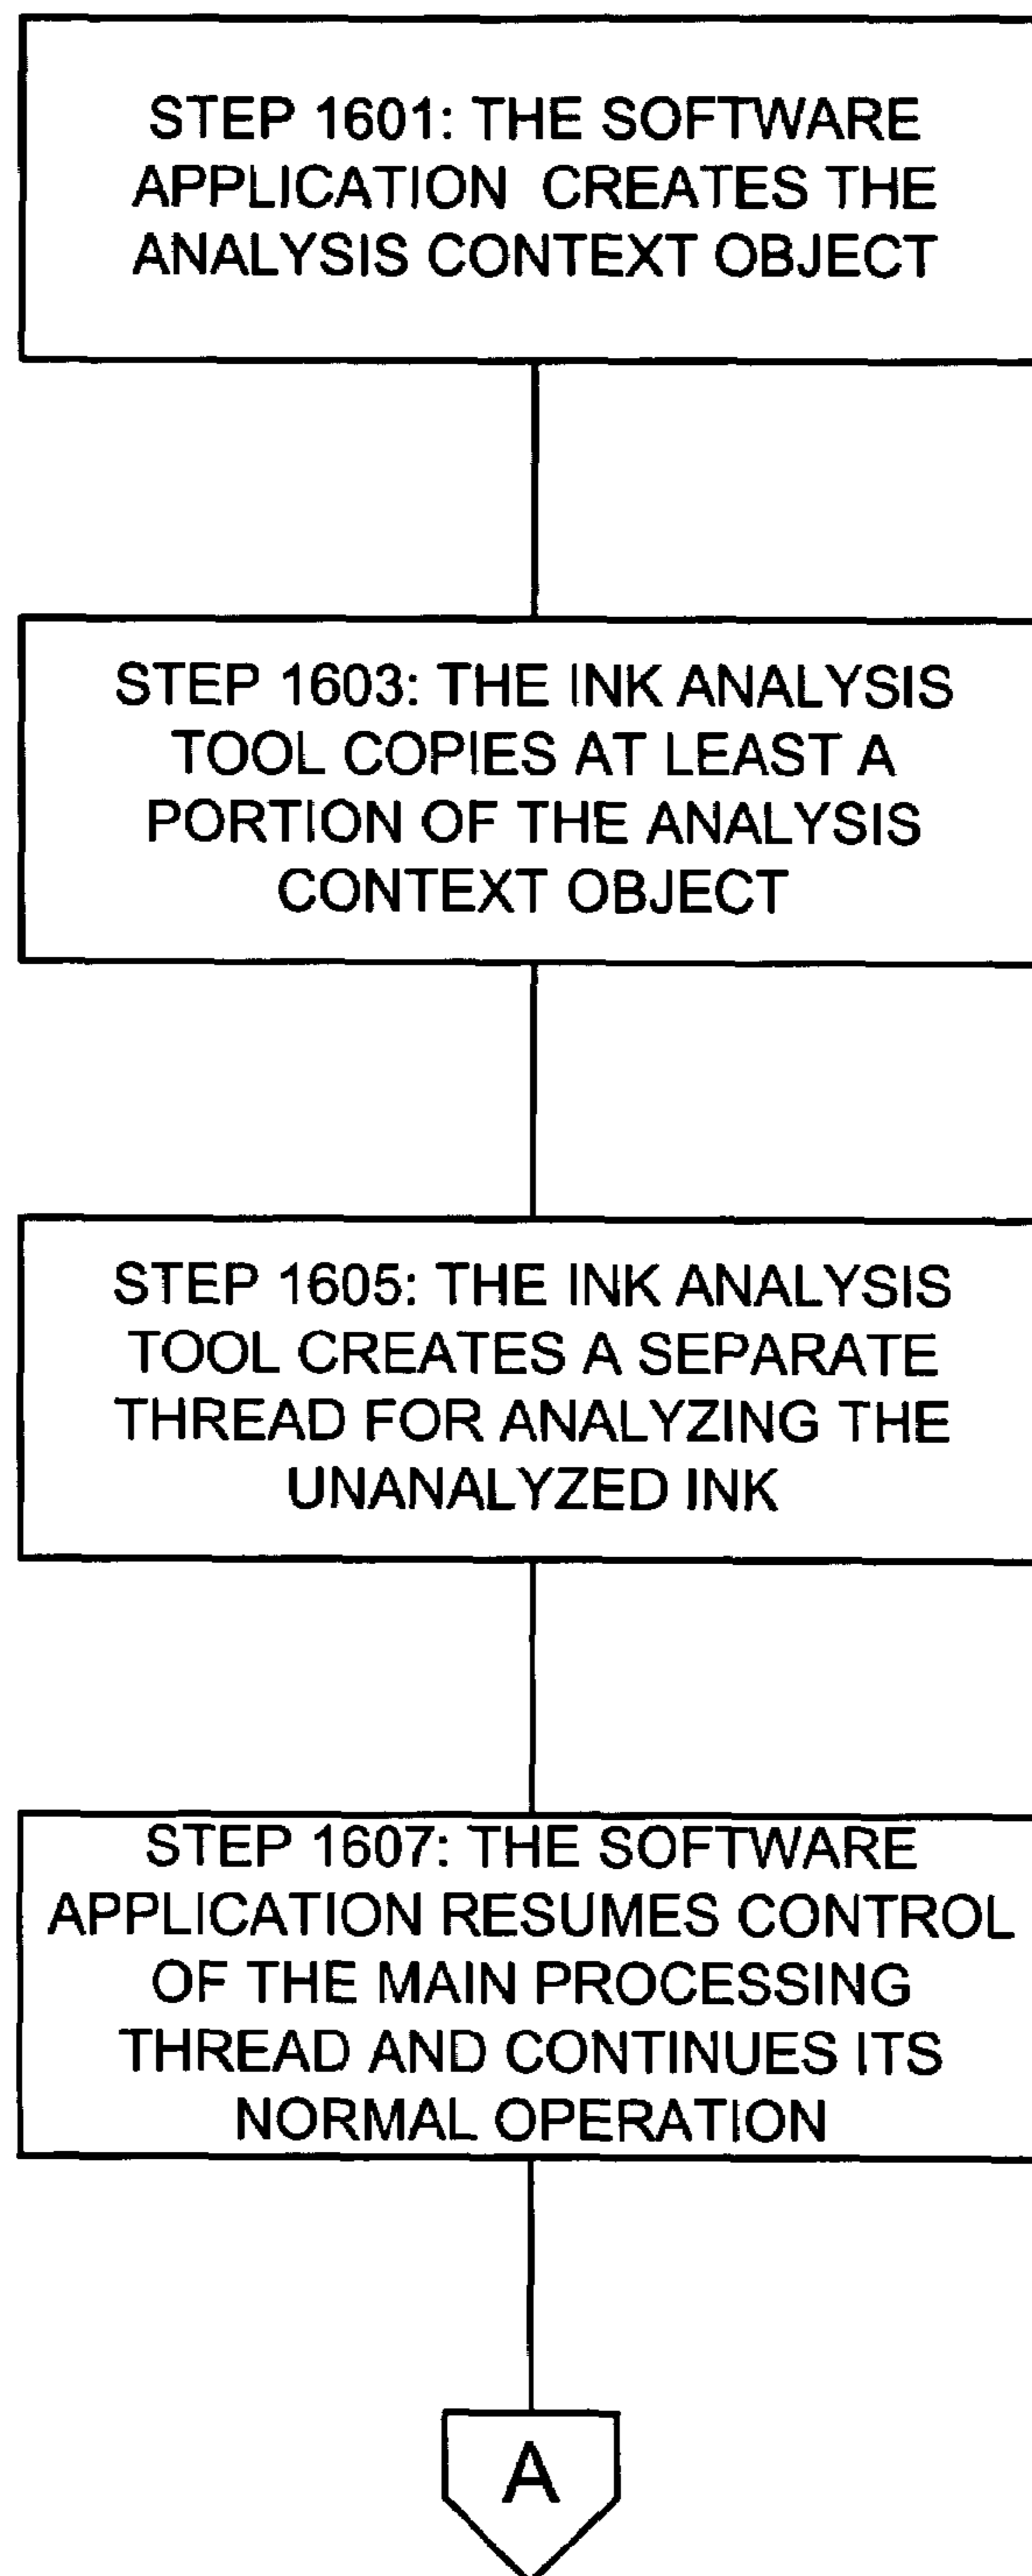 STEP 1601: THE SOFTWARE
APPLICATION CREATES THE
ANALYSIS CONTEXT OBJECT
STEP 1603: THE INK ANALYSIS
TOOL COPIES AT LEAST A
PORTION OF THE ANALYSIS
CONTEXT OBJECT
STEP 1605: THE INK ANALYSIS
TOOL CREATES A SEPARATE
THREAD FOR ANALYZING THE
UNANALYZED INK
STEP 1607: THE SOFTWARE
APPLICATION RESUMES CONTROL
OF THE MAIN PROCESSING
THREAD AND CONTINUES ITS
NORMAL OPERATION
A